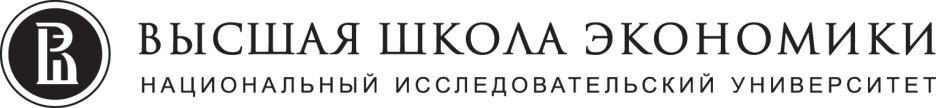 ВЫСШАЯ ШКОЛА ЭКОНОМИКИ
НАЦИОНАЛЬНЫЙ ИССЛЕДОВАТЕЛЬСКИЙ УНИВЕРСИТЕТ